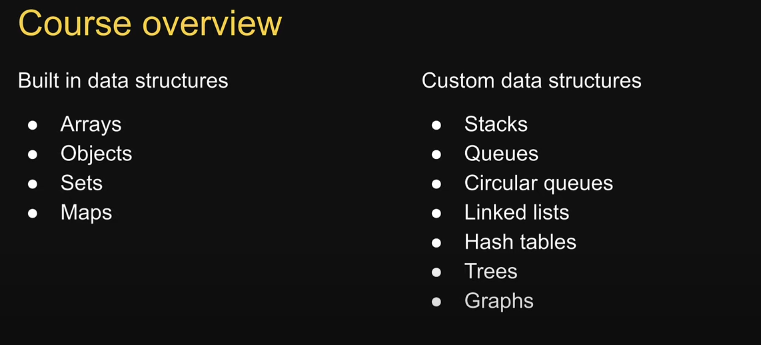 Course overview
Built in data structures
● Arrays
● Objects
● Sets
● Maps
Custom data structures
● Stacks
● Queues
● Circular queues
● Linked lists
● Hash tables
● Trees
● Graphs